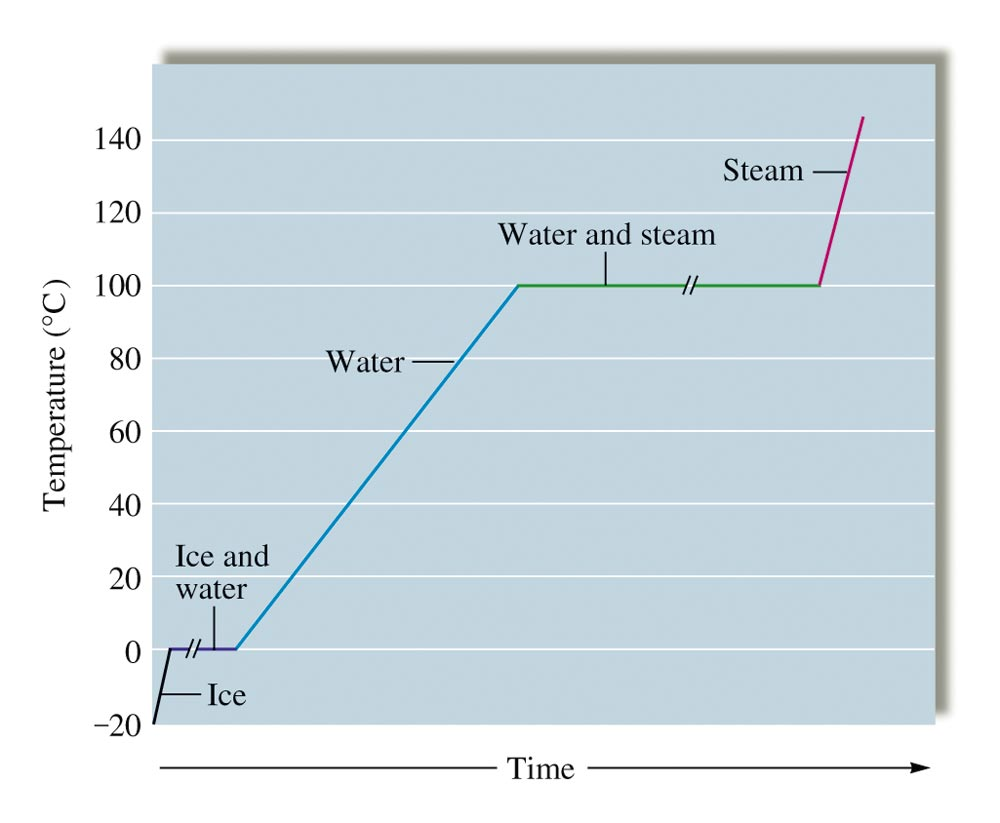 140
Steam
120
Water and steam
100
Temperature (°C)
80
Water
60
40
Ice and
water
20
0
Ice
−20
Time